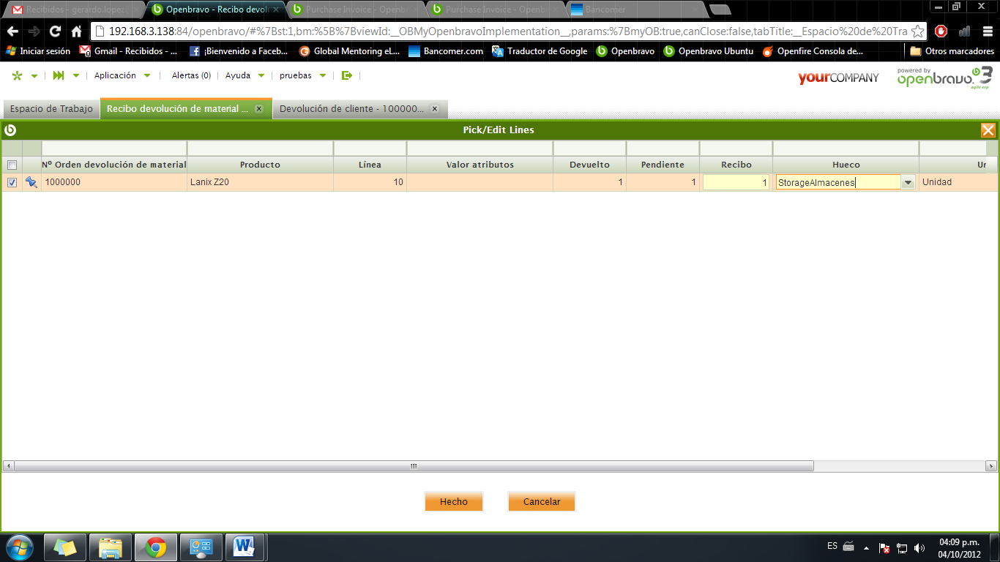 Recibidos - gerardo.lopez
Openbravo - Recibo devol
Purchase Invoice - Openb
Purchase Invoice - Openb
Bancomer
192.168.3.138:84/openbravo/#%7Bst:1,bm:%5B%7BviewId:__OBMyOpenbravoImplementation__,params:%7BmyOB:true,canClose:false,tabTitle:__Espacio%20de%20Tra
Iniciar sesión
Gmail - Recibidos - ...
¡Bienvenido a Faceb...
Global Mentoring eL...
Bancomer.com
Traductor de Google
Openbravo
Openbravo Ubuntu
Openfire Consola de...
Otros marcadores
Aplicación
Alertas (0)
Ayuda
pruebas
yourCOMPANY
powered by
openbravo 3
agile erp
Espacio de Trabajo
Recibo devolución de material ...
Devolución de cliente - 100000...
Pick/Edit Lines
Nº Orden devolución de material Producto Línea Valor atributos Devuelto Pendiente Recibo Hueco Un
1000000 Lanix Z20 10 1 1 1 StorageAlmacenes Unidad
Hecho
Cancelar
ES
04:09 p.m.
04/10/2012